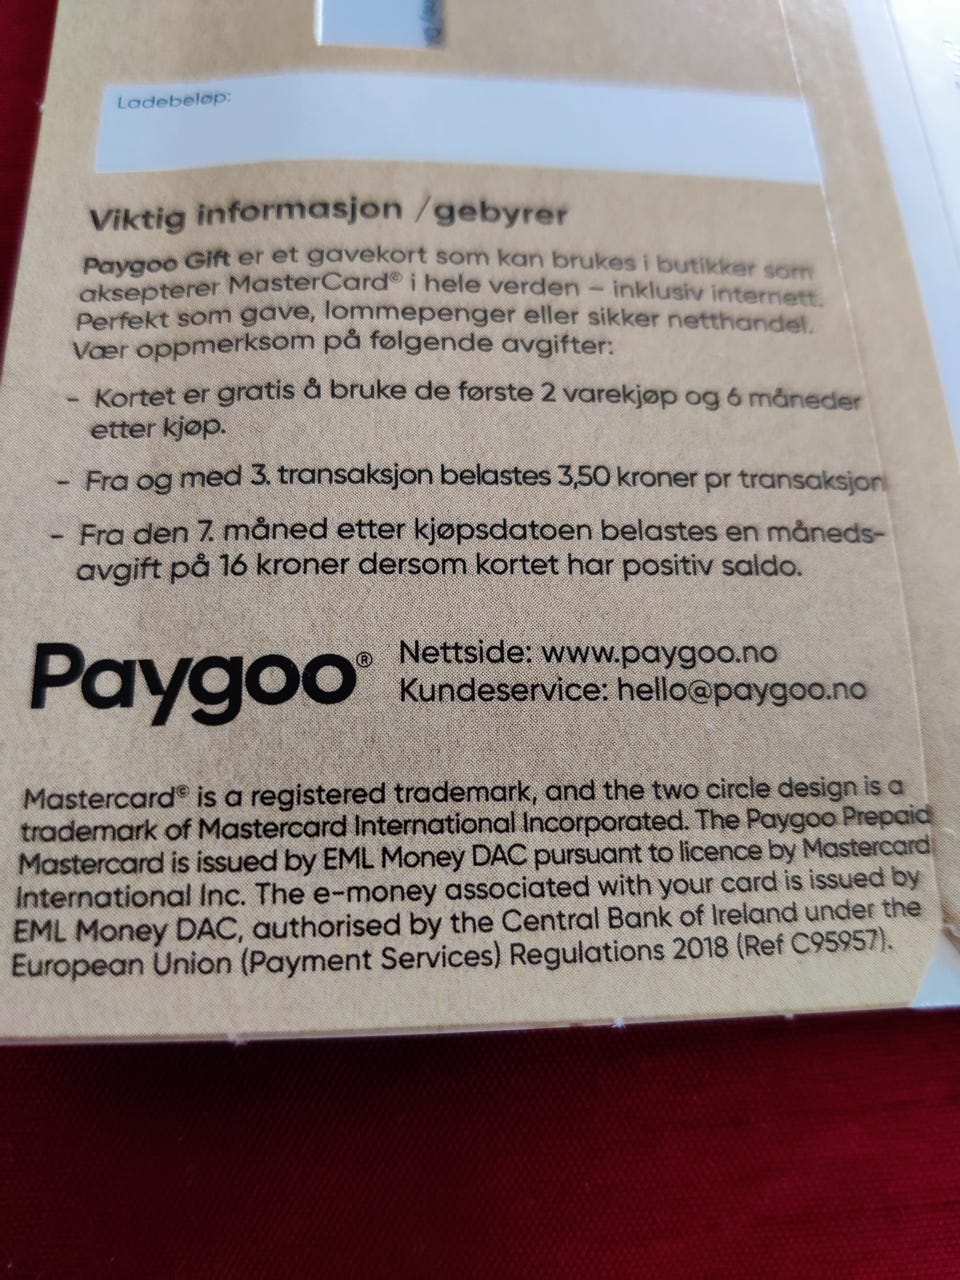 Ladebeløp:
Viktig informasjon / gebyrer
Paygoo Gift er et gavekort som kan brukes i butikker som
aksepterer MasterCard® i hele verden – inklusiv internett.
Perfekt som gave, lommepenger eller sikker netthandel.
Vær oppmerksom på følgende avgifter:
- Kortet er gratis å bruke de første 2 varekjøp og 6 måneder
etter kjøp.
- Fra og med 3. transaksjon belastes 3,50 kroner pr transaksjon
- Fra den 7. måned etter kjøpsdatoen belastes en måneds-
avgift på 16 kroner dersom kortet har positiv saldo.
Paygoo®
Nettside: www.paygoo.no
Kundeservice: hello@paygoo.no
Mastercard® is a registered trademark, and the two circle design is a
trademark of Mastercard International Incorporated. The Paygoo Prepaid
Mastercard is issued by EML Money DAC pursuant to licence by Mastercard
International Inc. The e-money associated with your card is issued by
EML Money DAC, authorised by the Central Bank of Ireland under the
European Union (Payment Services) Regulations 2018 (Ref C95957).